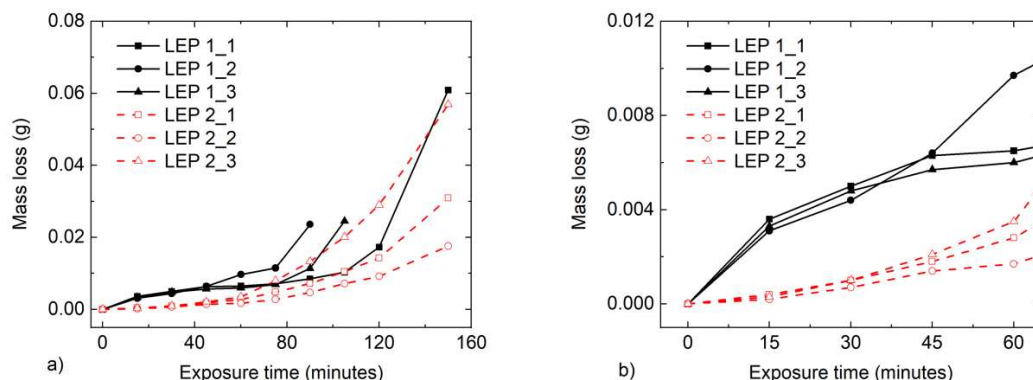 0.08
0.06
0.04
0.02
0.00
Mass loss (g)
LEP 1_1
LEP 1_2
LEP 1_3
LEP 2_1
LEP 2_2
LEP 2_3
0 40 80 120 160
a) Exposure time (minutes)
0.012
0.008
0.004
0.000
Mass loss (g)
LEP 1_1
LEP 1_2
LEP 1_3
LEP 2_1
LEP 2_2
LEP 2_3
0 15 30 45 60
b) Exposure time (minutes)